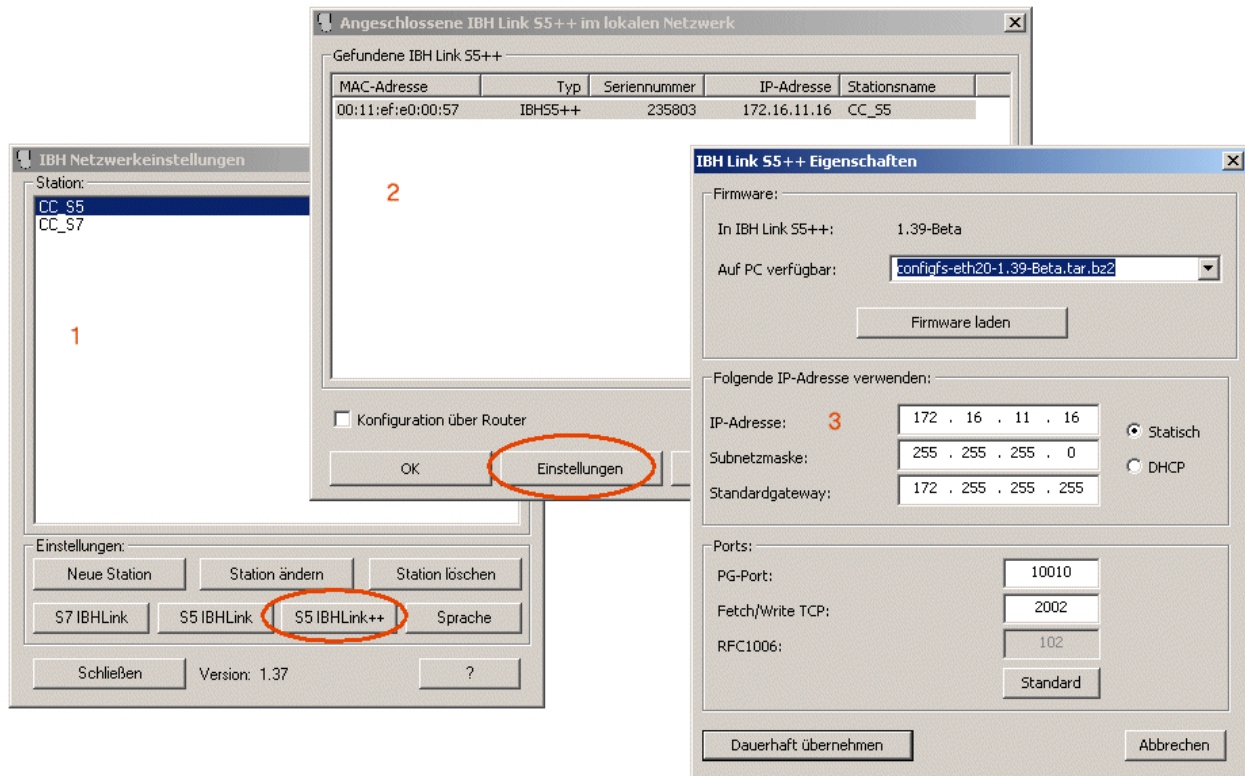 Angeschlossene IBH Link S5++ im lokalen Netzwerk
Gefundene IBH Link S5++
MAC-Adresse Typ Seriennummer IP-Adresse Stationsname
00:11:ef:e0:00:57 IBHS5++ 235803 172.16.11.16 CC_S5
2
Konfiguration über Router
OK Einstellungen
IBH Netzwerkeinstellungen
Station:
CC_S5
CC_S7
1
Einstellungen:
Neue Station Station ändern Station löschen
S7 IBHLink S5 IBHLink S5 IBHLink++ Sprache
Schließen Version: 1.37 ?
IBH Link S5++ Eigenschaften
Firmware:
In IBH Link S5++: 1.39-Beta
Auf PC verfügbar: configfs-eth20-1.39-Beta.tar.bz2
Firmware laden
Folgende IP-Adresse verwenden:
IP-Adresse: 3 172 . 16 . 11 . 16
Statisch
Subnetzmaske: 255 . 255 . 255 . 0
DHCP
Standardgateway: 172 . 255 . 255 . 255
Ports:
PG-Port: 10010
Fetch/Write TCP: 2002
RFC1006: 102
Standard
Dauerhaft übernehmen Abbrechen